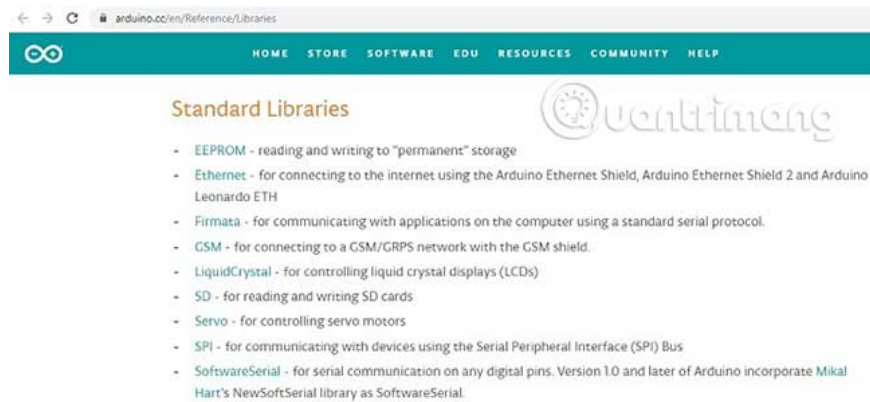 arduino.cc/en/Reference/Libraries
HOME STORE SOFTWARE EDU RESOURCES COMMUNITY HELP
Standard Libraries
Quantrimang
- EEPROM - reading and writing to "permanent" storage
- Ethernet - for connecting to the internet using the Arduino Ethernet Shield, Arduino Ethernet Shield 2 and Arduino
Leonardo ETH
- Firmata - for communicating with applications on the computer using a standard serial protocol.
- GSM - for connecting to a GSM/GRPS network with the GSM shield.
- LiquidCrystal - for controlling liquid crystal displays (LCDs)
- SD - for reading and writing SD cards
- Servo - for controlling servo motors
- SPI - for communicating with devices using the Serial Peripheral Interface (SPI) Bus
- SoftwareSerial - for serial communication on any digital pins. Version 1.0 and later of Arduino incorporate Mikal
Hart's NewSoftSerial library as SoftwareSerial.